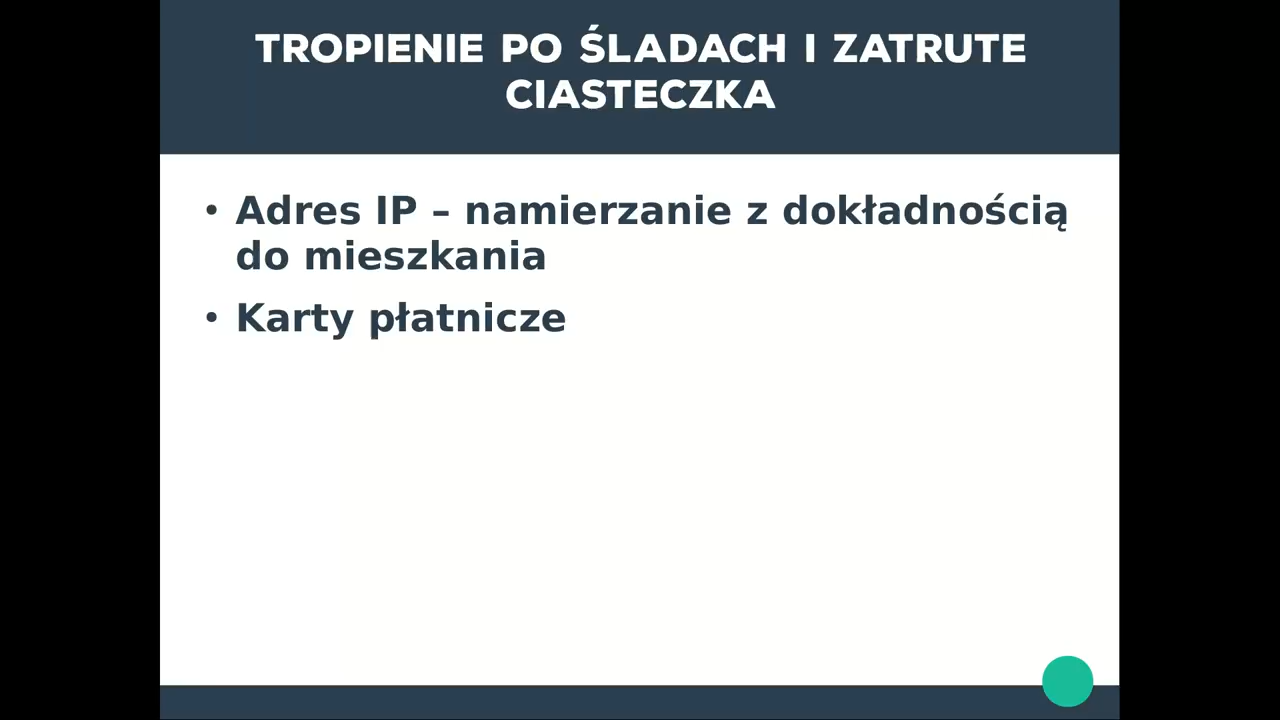 TROPIENIE PO ŚLADACH I ZATRUTE
CIASTECZKA
• Adres IP – namierzanie z dokładnością
do mieszkania
• Karty płatnicze